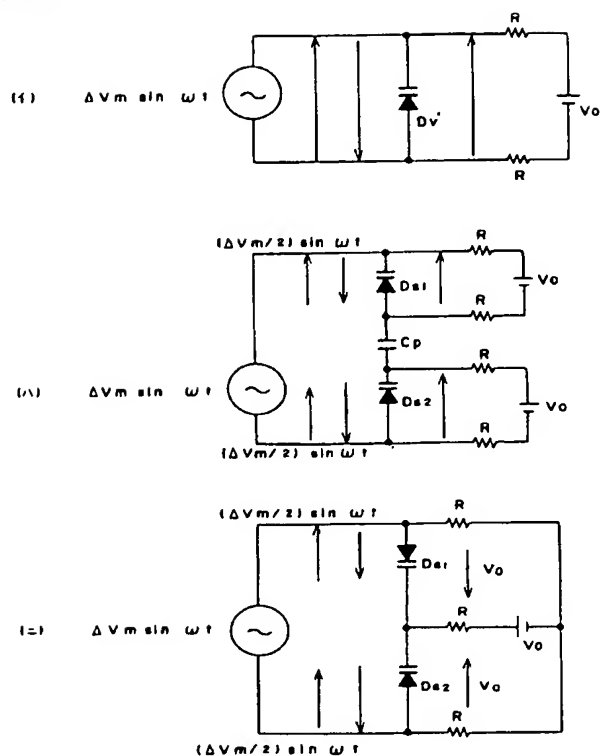 R
(イ) ΔVm sin ωt
Dv'
Vo
R
(ΔVm/2) sin ωt
R
Ds1
Vo
R
Cp
R
(ハ) ΔVm sin ωt
Ds2
Vo
R
(ΔVm/2) sin ωt
(ΔVm/2) sin ωt
R
Ds1
Vo
R
(ニ) ΔVm sin ωt
Vo
Ds2
Vo
R
(ΔVm/2) sin ωt